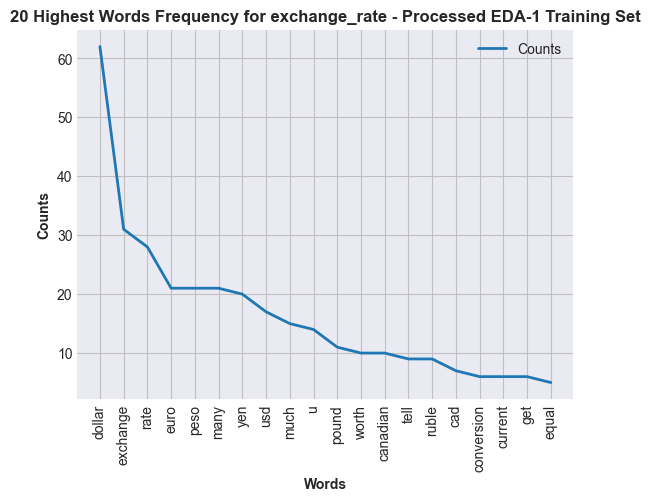 20 Highest Words Frequency for exchange_rate - Processed EDA-1 Training Set
Counts
60
50
40
30
20
10
Counts
dollar
exchange
rate
euro
peso
many
yen
usd
much
u
pound
worth
canadian
tell
ruble
cad
conversion
current
get
equal
Words